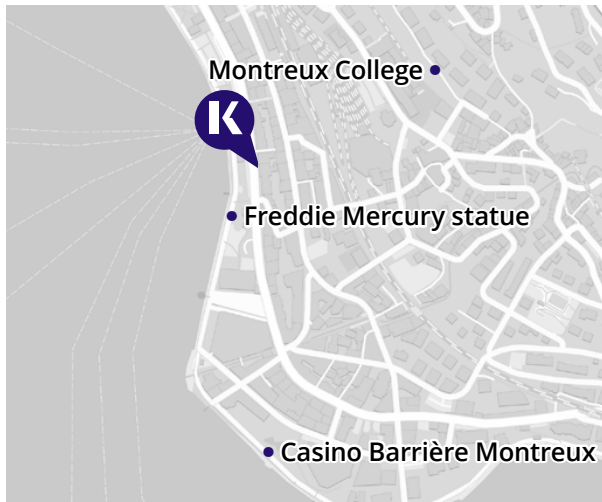 Montreux College
K
Freddie Mercury statue
Casino Barrière Montreux